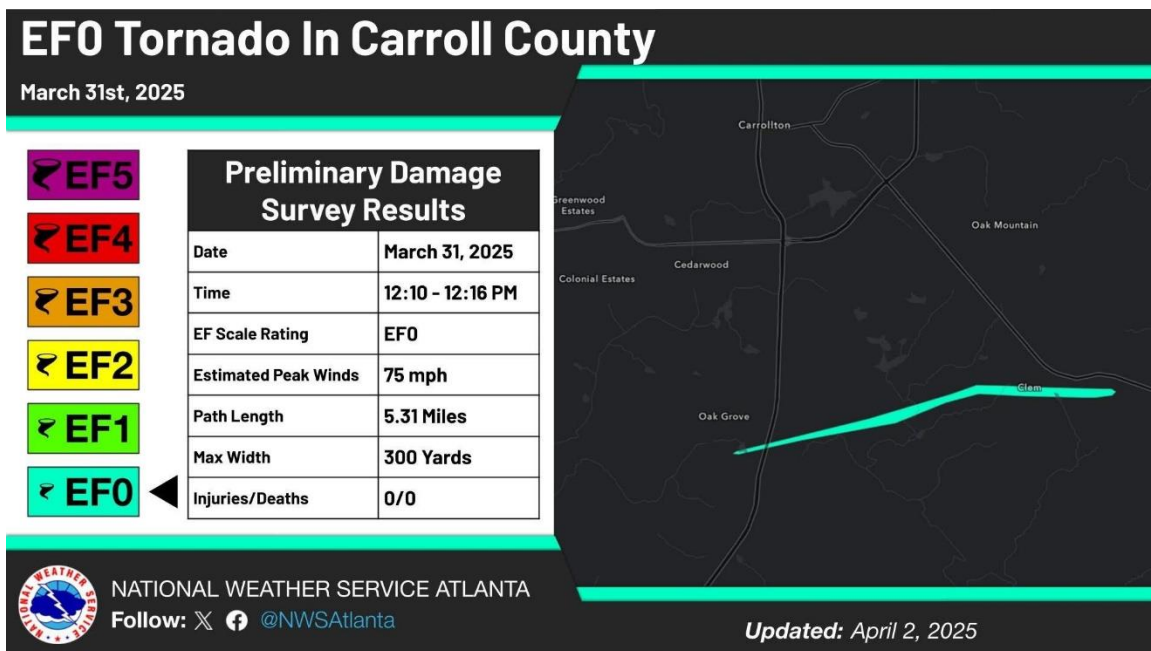 EF0 Tornado In Carroll County
March 31st, 2025
EF5
EF4
EF3
EF2
EF1
EF0
Preliminary Damage
Survey Results
Date March 31, 2025
Time 12:10 - 12:16 PM
EF Scale Rating EF0
Estimated Peak Winds 75 mph
Path Length 5.31 Miles
Max Width 300 Yards
Injuries/Deaths 0/0
Carrollton
Greenwood
Estates
Oak Mountain
Cedarwood
Colonial Estates
Clem
Oak Grove
NATIONAL WEATHER SERVICE
NATIONAL WEATHER SERVICE ATLANTA
Follow: X f @NWSAtlanta
Updated: April 2, 2025